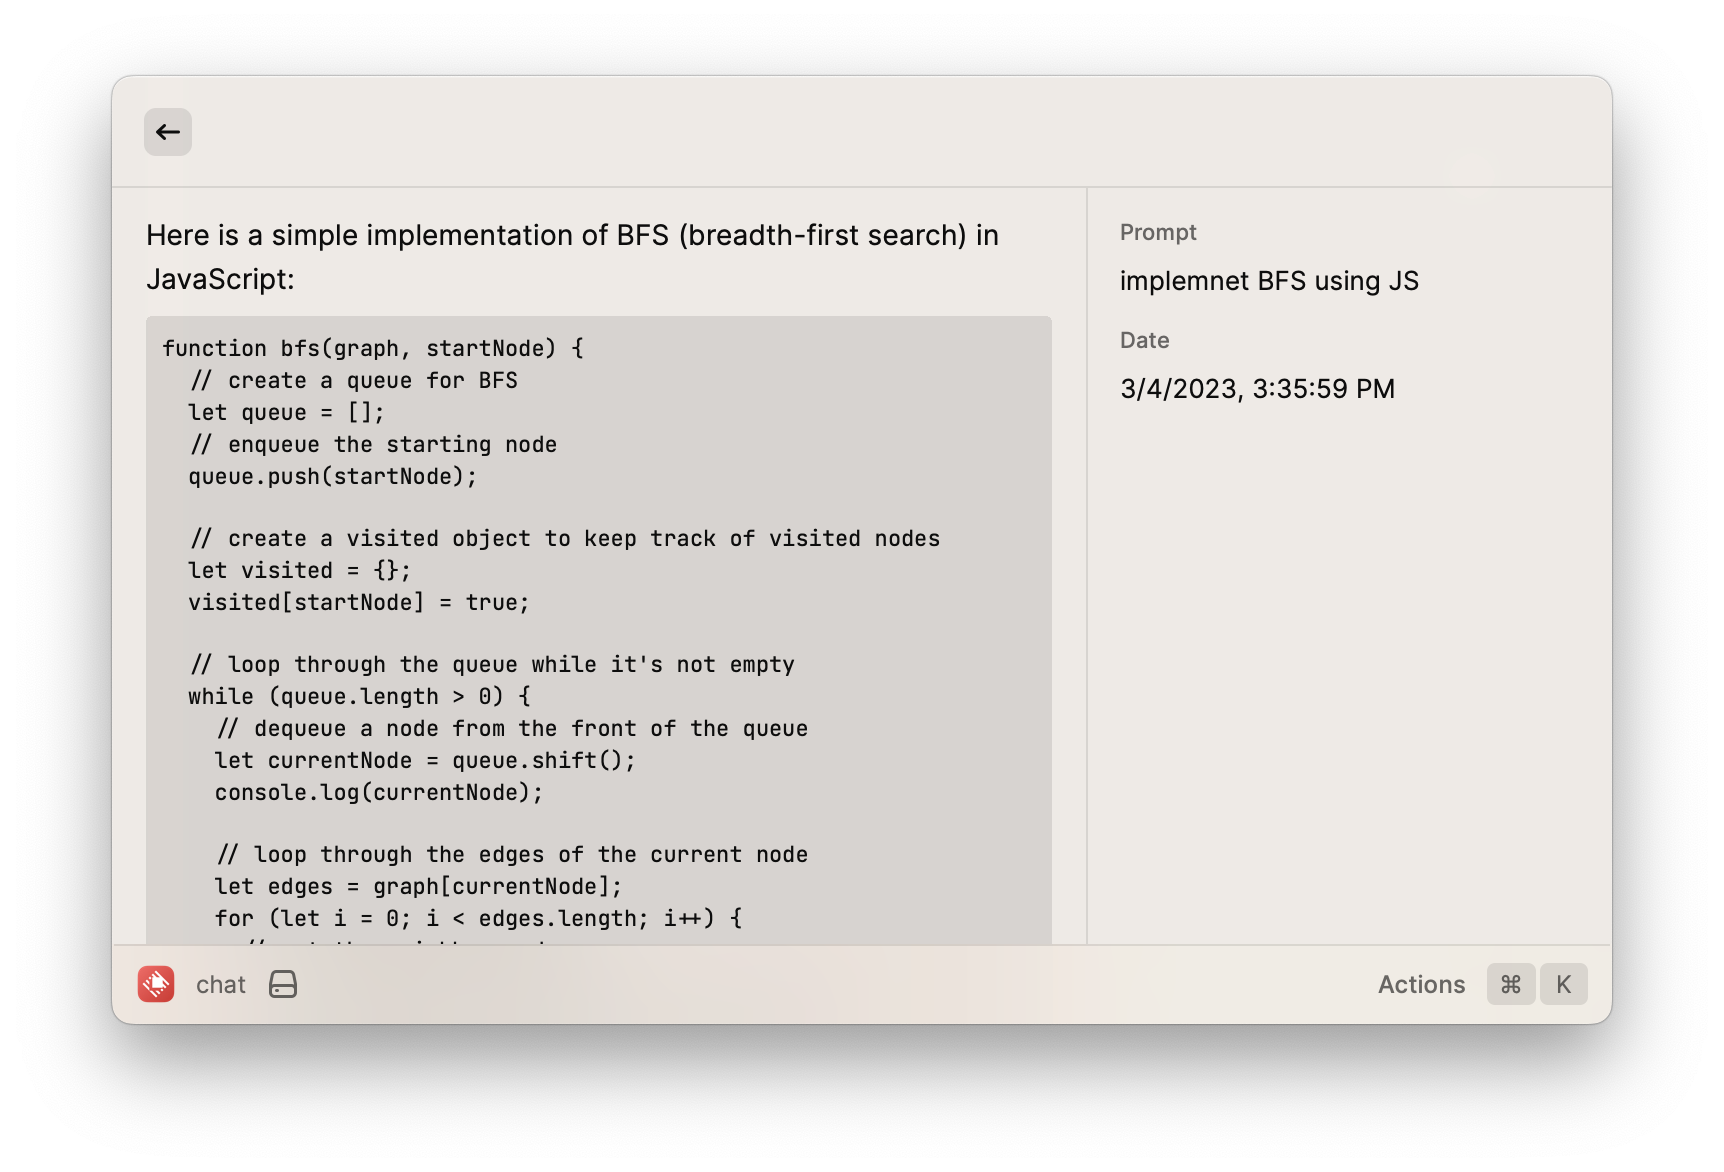 Here is a simple implementation of BFS (breadth-first search) in
JavaScript:
function bfs(graph, startNode) {
  // create a queue for BFS
  let queue = [];
  // enqueue the starting node
  queue.push(startNode);

  // create a visited object to keep track of visited nodes
  let visited = {};
  visited[startNode] = true;

  // loop through the queue while it's not empty
  while (queue.length > 0) {
    // dequeue a node from the front of the queue
    let currentNode = queue.shift();
    console.log(currentNode);

    // loop through the edges of the current node
    let edges = graph[currentNode];
    for (let i = 0; i < edges.length; i++) {
Prompt
implemnet BFS using JS
Date
3/4/2023, 3:35:59 PM
chat
Actions ⌘ K